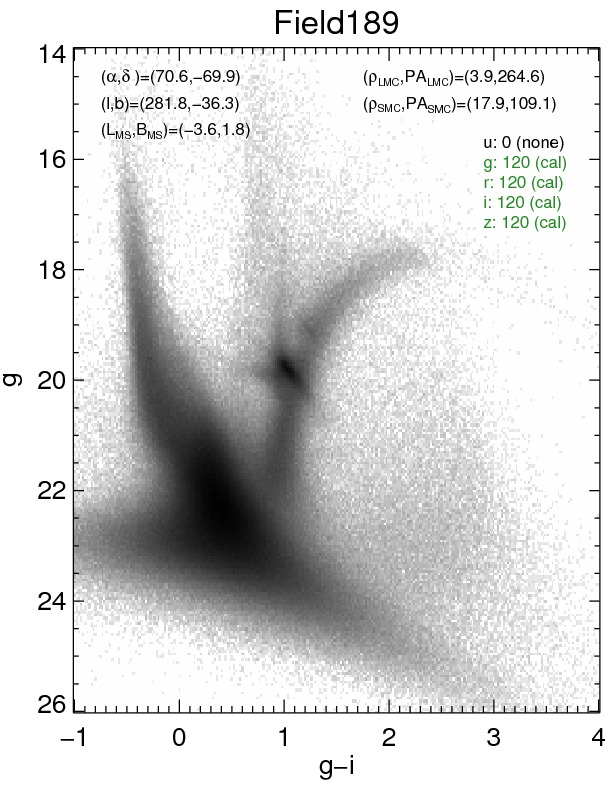 Field189
(α,δ )=(70.6,−69.9)
(ρLMC,PALMC)=(3.9,264.6)
(l,b)=(281.8,−36.3)
(ρSMC,PASMC)=(17.9,109.1)
(LMS,BMS)=(−3.6,1.8)
u: 0 (none)
g: 120 (cal)
r: 120 (cal)
i: 120 (cal)
z: 120 (cal)
14
16
18
20
22
24
26
g
−1 0 1 2 3 4
g−i